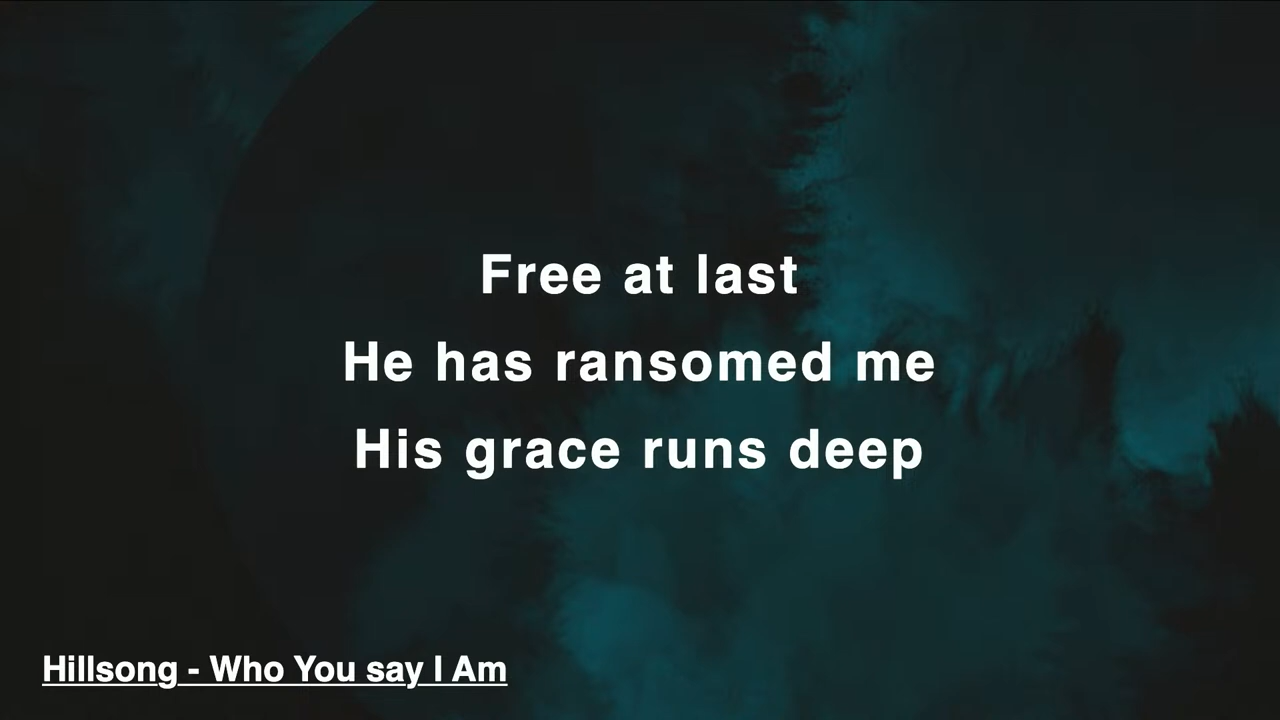 Free at last
He has ransomed me
His grace runs deep
Hillsong - Who You say I Am